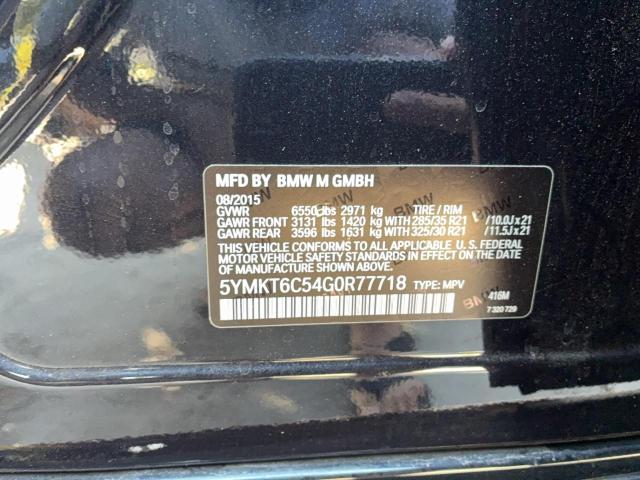 MFD BY BMW M GMBH
08/2015
GVWR 6550 lbs 2971 kg TIRE / RIM
GAWR FRONT 3131 lbs 1420 kg WITH 285/35 R21 /10.0J x 21
GAWR REAR 3596 lbs 1631 kg WITH 325/30 R21 /11.5J x 21
THIS VEHICLE CONFORMS TO ALL APPLICABLE U. S. FEDERAL
MOTOR VEHICLE SAFETY STANDARDS IN EFFECT ON THE DATE
OF MANUFACTURE SHOWN ABOVE.
5YMKT6C54G0R77718 TYPE: MPV
416M
7 320 729